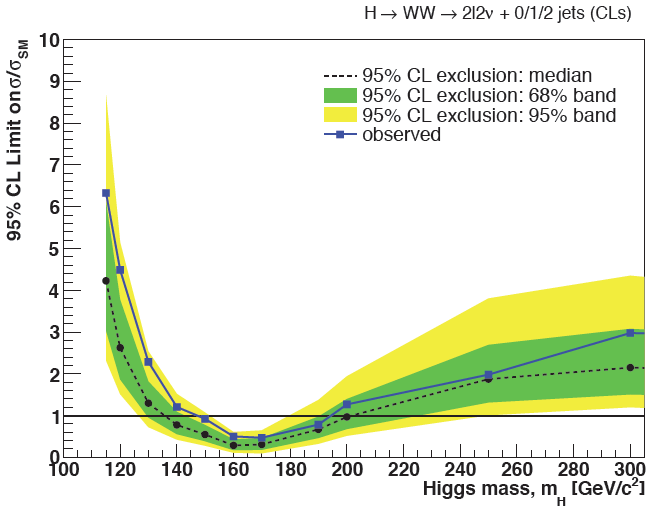 H → WW → 2l2ν + 0/1/2 jets (CLs)
95% CL Limit on σ/σSM
10
9
8
7
6
5
4
3
2
1
0
95% CL exclusion: median
95% CL exclusion: 68% band
95% CL exclusion: 95% band
observed
100 120 140 160 180 200 220 240 260 280 300
Higgs mass, mH [GeV/c²]